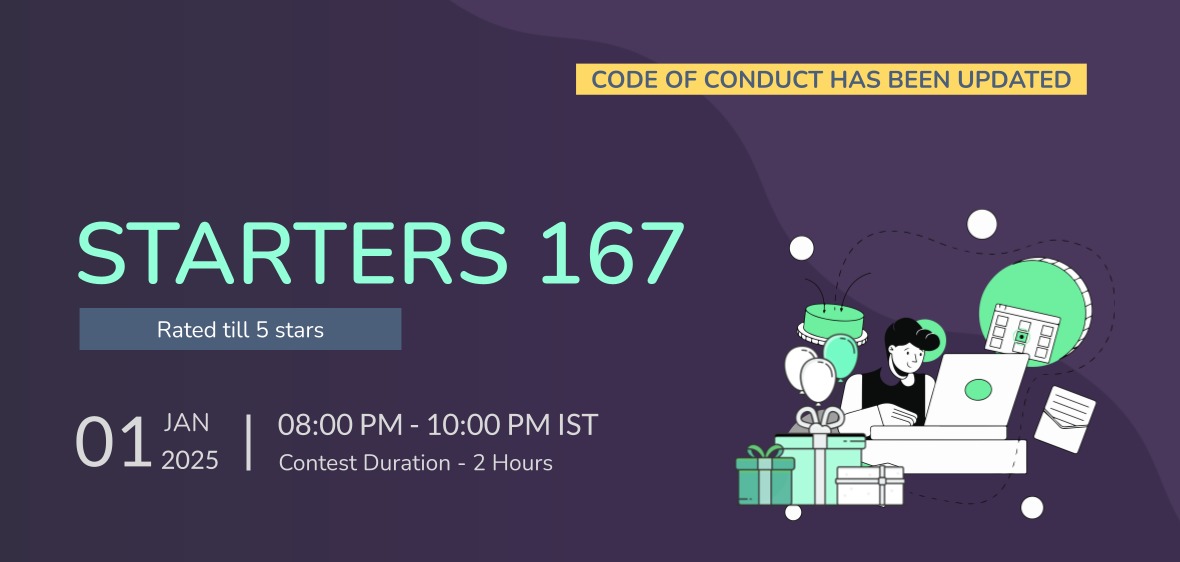 CODE OF CONDUCT HAS BEEN UPDATED
STARTERS 167
Rated till 5 stars
01 JAN 2025
08:00 PM - 10:00 PM IST
Contest Duration - 2 Hours